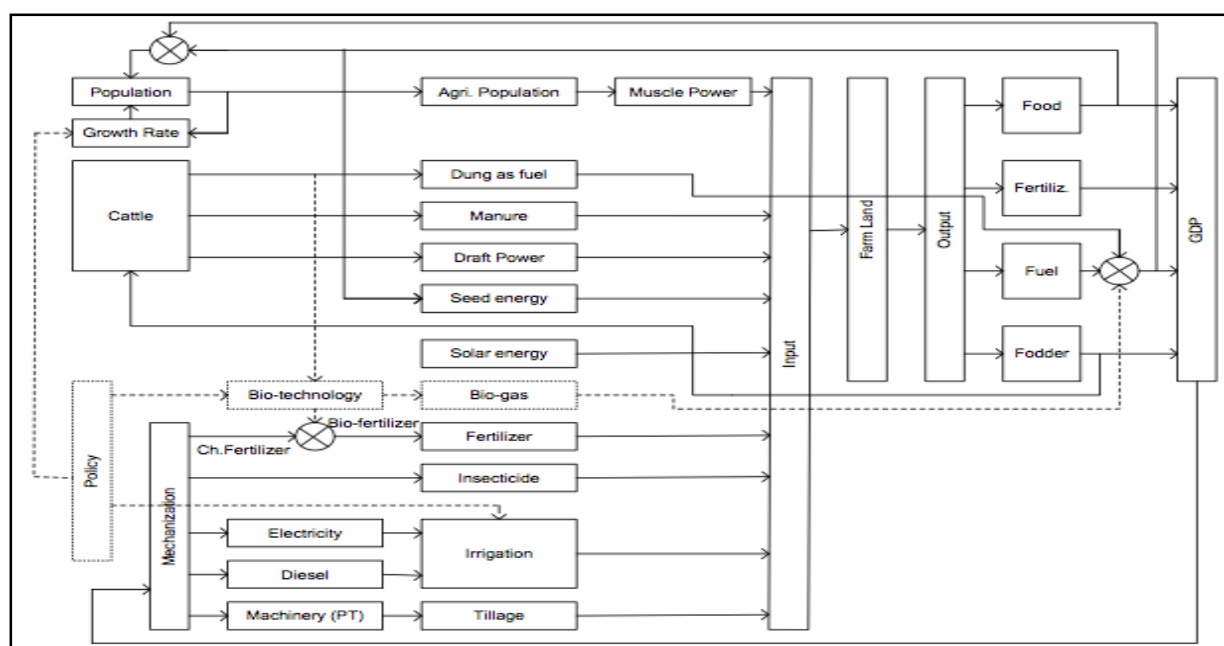 Population
Agri. Population
Muscle Power
Food
Growth Rate
Cattle
Dung as fuel
Fertiliz.
Manure
Draft Power
Fuel
Seed energy
Solar energy
Fodder
Input
Farm Land
Output
GDP
Bio-technology
Bio-gas
Bio-fertilizer
Ch.Fertilizer
Fertilizer
Policy
Mechanization
Insecticide
Electricity
Irrigation
Diesel
Machinery (PT)
Tillage